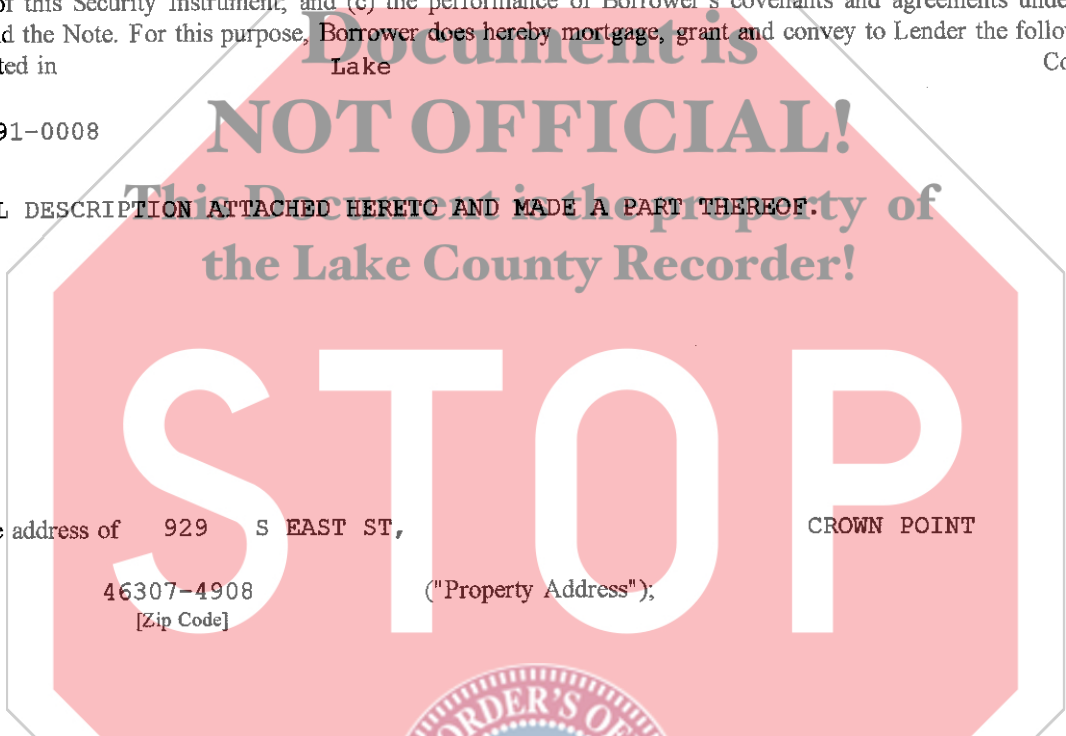 of this Security Instrument; and (c) the performance of Borrower's covenants and agreements unde
d the Note. For this purpose, Borrower does hereby mortgage, grant and convey to Lender the follo
ted in Lake Co
Document is
NOT OFFICIAL!
91-0008
This Document is the property of
L DESCRIPTION ATTACHED HERETO AND MADE A PART THEREOF.
the Lake County Recorder!
STOP
e address of 929 S EAST ST, CROWN POINT
46307-4908 ("Property Address");
[Zip Code]
ORDER'S OF